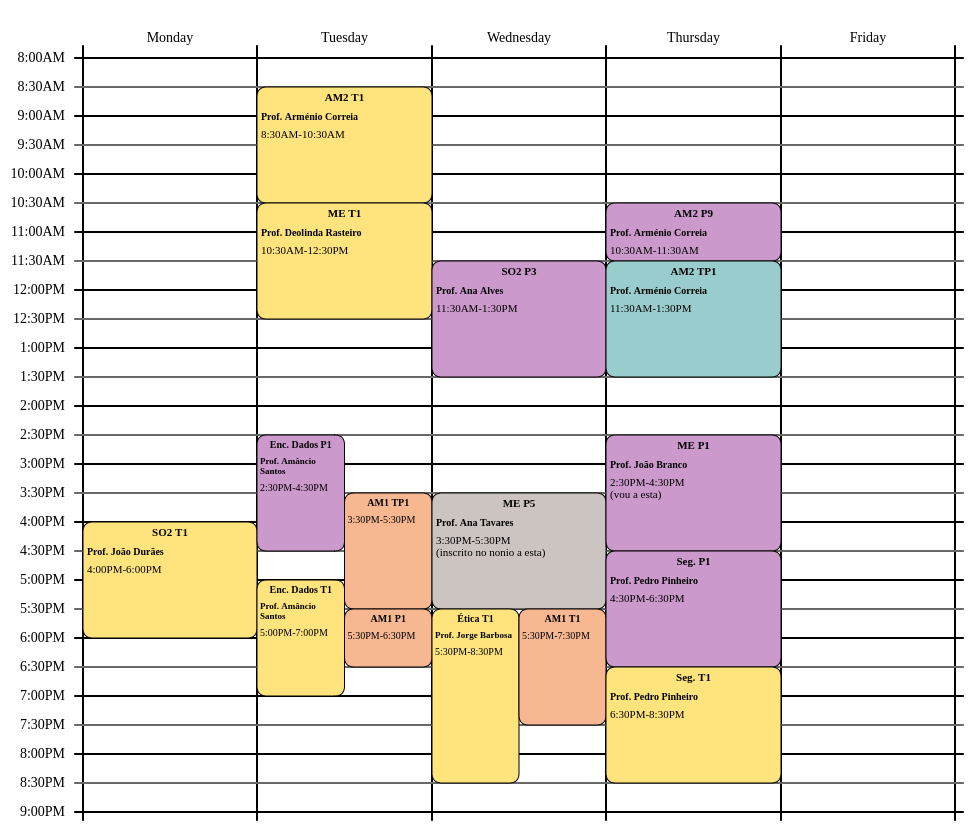 Monday
Tuesday
Wednesday
Thursday
Friday
8:00AM
8:30AM
9:00AM
9:30AM
10:00AM
10:30AM
11:00AM
11:30AM
12:00PM
12:30PM
1:00PM
1:30PM
2:00PM
2:30PM
3:00PM
3:30PM
4:00PM
4:30PM
5:00PM
5:30PM
6:00PM
6:30PM
7:00PM
7:30PM
8:00PM
8:30PM
9:00PM
SO2 T1
Prof. João Durães
4:00PM-6:00PM
AM2 T1
Prof. Arménio Correia
8:30AM-10:30AM
ME T1
Prof. Deolinda Rasteiro
10:30AM-12:30PM
Enc. Dados P1
Prof. Amâncio
Santos
2:30PM-4:30PM
AM1 TP1
3:30PM-5:30PM
Enc. Dados T1
Prof. Amâncio
Santos
5:00PM-7:00PM
AM1 P1
5:30PM-6:30PM
SO2 P3
Prof. Ana Alves
11:30AM-1:30PM
ME P5
Prof. Ana Tavares
3:30PM-5:30PM
(inscrito no nonio a esta)
Ética T1
Prof. Jorge Barbosa
5:30PM-8:30PM
AM1 T1
5:30PM-7:30PM
AM2 P9
Prof. Arménio Correia
10:30AM-11:30AM
AM2 TP1
Prof. Arménio Correia
11:30AM-1:30PM
ME P1
Prof. João Branco
2:30PM-4:30PM
(vou a esta)
Seg. P1
Prof. Pedro Pinheiro
4:30PM-6:30PM
Seg. T1
Prof. Pedro Pinheiro
6:30PM-8:30PM